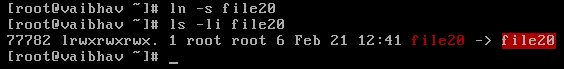 [root@vaibhav ~]# ln -s file20
[root@vaibhav ~]# ls -li file20
77782 lrwxrwxrwx. 1 root root 6 Feb 21 12:41 file20 -> file20
[root@vaibhav ~]# _